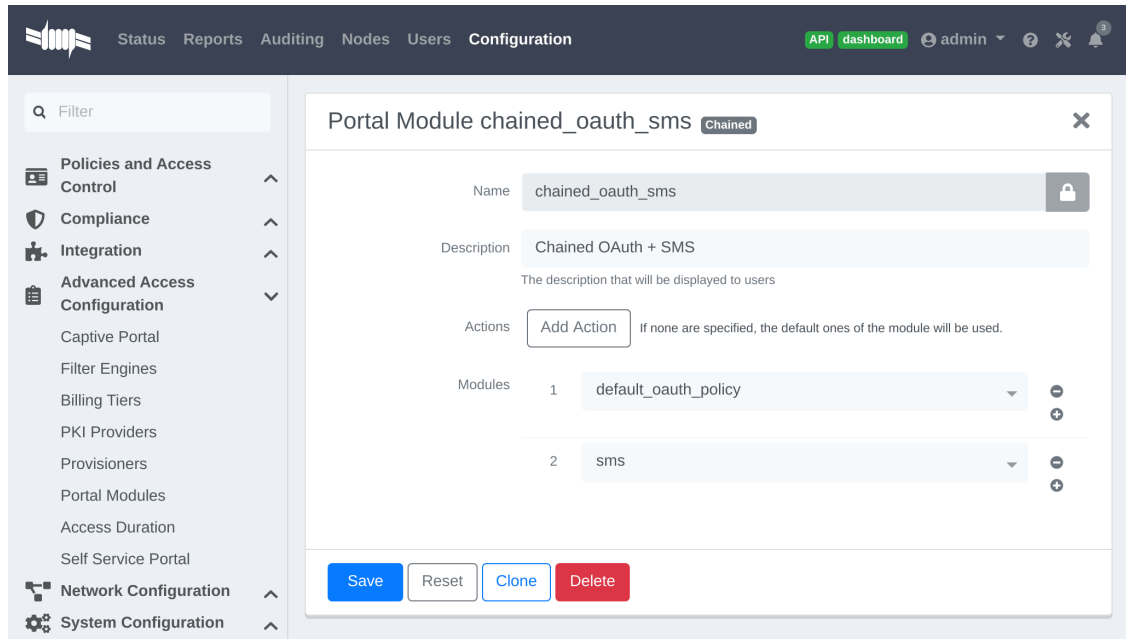 Status Reports Auditing Nodes Users Configuration API dashboard admin 3
Filter
Policies and Access
Control
Compliance
Integration
Advanced Access
Configuration
Captive Portal
Filter Engines
Billing Tiers
PKI Providers
Provisioners
Portal Modules
Access Duration
Self Service Portal
Network Configuration
System Configuration
Portal Module chained_oauth_sms Chained
Name chained_oauth_sms
Description Chained OAuth + SMS
The description that will be displayed to users
Actions Add Action If none are specified, the default ones of the module will be used.
Modules 1 default_oauth_policy
2 sms
Save Reset Clone Delete